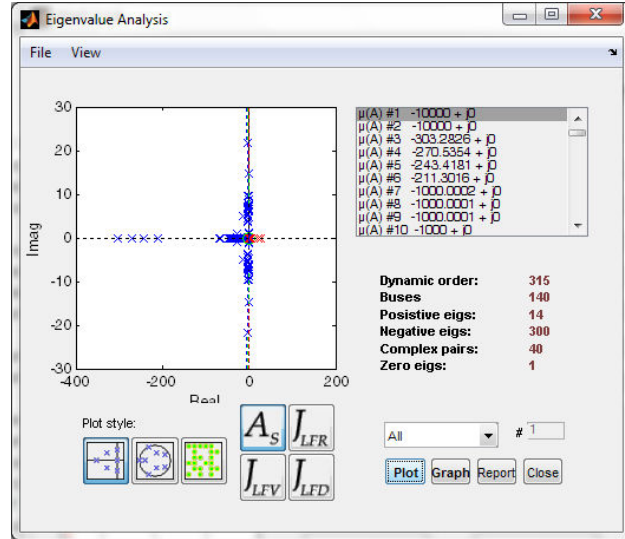 Eigenvalue Analysis
File View
30
20
10
0
-10
-20
-30
-400 -200 0 200
Imag
Real
µ(A) #1 -10000 + j0
µ(A) #2 -10000 + j0
µ(A) #3 -303.2826 + j0
µ(A) #4 -270.5354 + j0
µ(A) #5 -243.4181 + j0
µ(A) #6 -211.3016 + j0
µ(A) #7 -1000.0002 + j0
µ(A) #8 -1000.0001 + j0
µ(A) #9 -1000.0001 + j0
µ(A) #10 -1000 + j0
Dynamic order: 315
Buses 140
Posistive eigs: 14
Negative eigs: 300
Complex pairs: 40
Zero eigs: 1
Plot style:
AS JLFR
JLFV JLFD
All # 1
Plot Graph Report Close